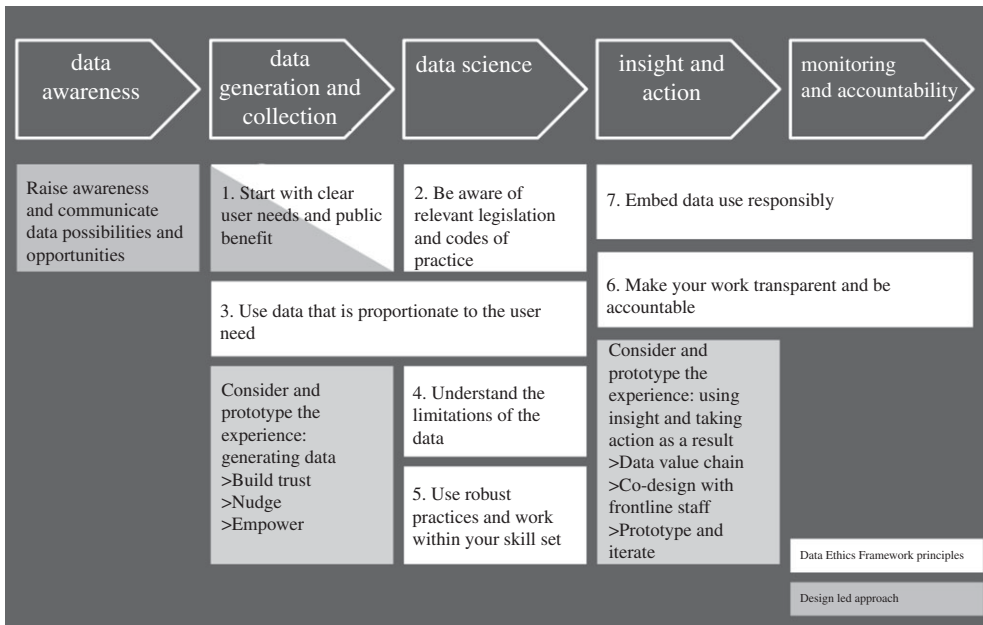 data
awareness
data
generation and
collection
data science
insight and
action
monitoring
and accountability
Raise awareness
and communicate
data possibilities and
opportunities
1. Start with clear
user needs and public
benefit
2. Be aware of
relevant legislation
and codes of
practice
7. Embed data use responsibly
3. Use data that is proportionate to the user
need
6. Make your work transparent and be
accountable
Consider and
prototype the
experience:
generating data
>Build trust
>Nudge
>Empower
4. Understand the
limitations of the
data
5. Use robust
practices and work
within your skill set
Consider and
prototype the
experience: using
insight and taking
action as a result
>Data value chain
>Co-design with
frontline staff
>Prototype and
iterate
Data Ethics Framework principles
Design led approach